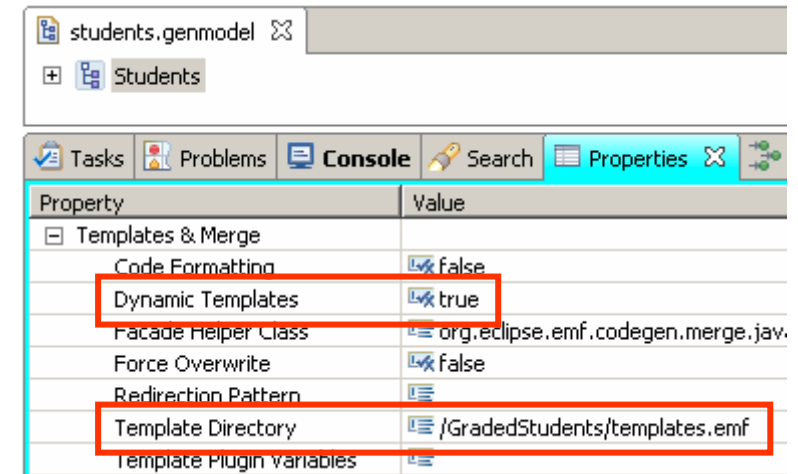 students.genmodel
Students
Tasks Problems Console Search Properties
Property Value
Templates & Merge
Code Formatting false
Dynamic Templates true
Facade Helper Class org.eclipse.emf.codegen.merge.jav
Force Overwrite false
Redirection Pattern
Template Directory /GradedStudents/templates.emf
Template Plugin Variables